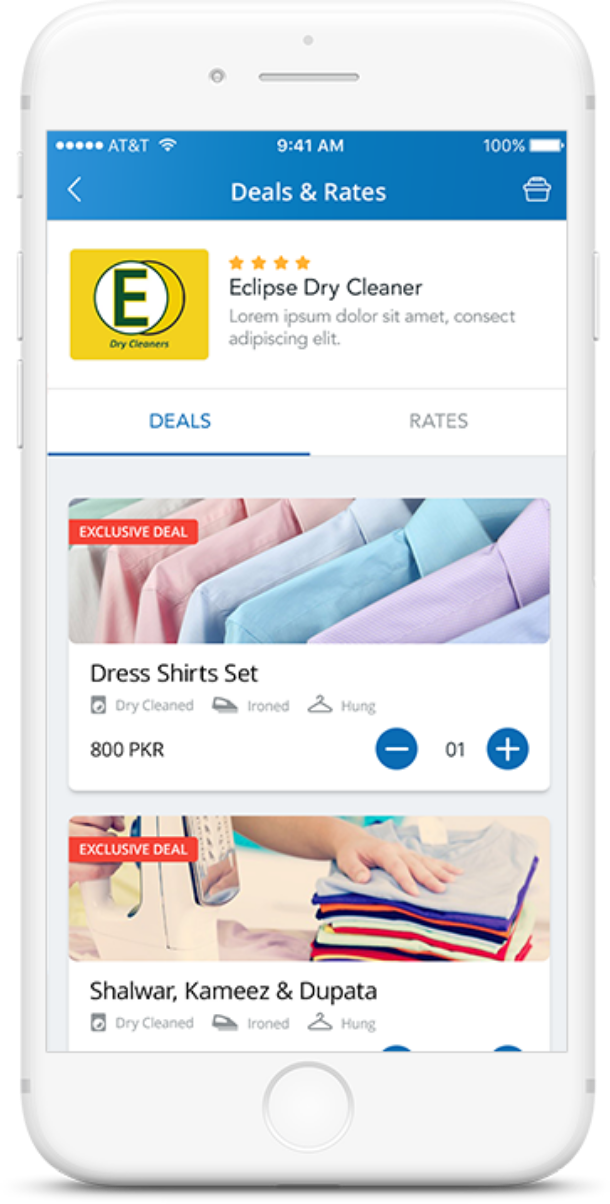 AT&T 9:41 AM 100%
Deals & Rates
E
Dry Cleaners
Eclipse Dry Cleaner
Lorem ipsum dolor sit amet, consect
adipiscing elit.
DEALS RATES
EXCLUSIVE DEAL
Dress Shirts Set
Dry Cleaned Ironed Hung
800 PKR 01
EXCLUSIVE DEAL
Shalwar, Kameez & Dupata
Dry Cleaned Ironed Hung